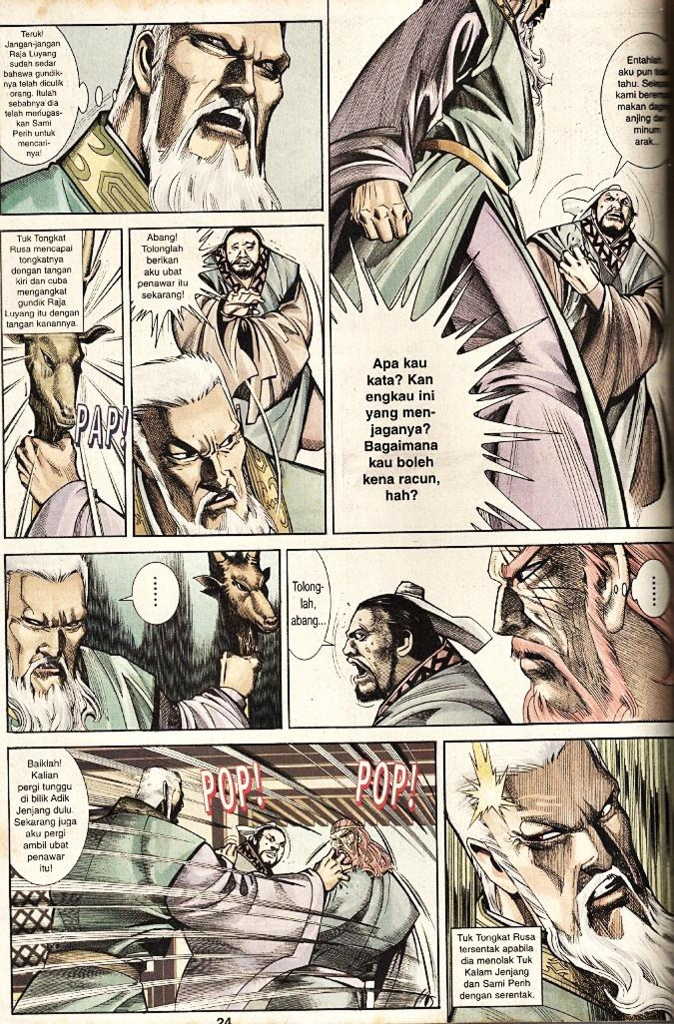 Teruk!
Jangan-jangan
Raja Luyang
sudah sedar
bahawa gundik-
nya telah diculik
orang. Itulah
sebabnya dia
telah menugas-
kan Sami
Perih untuk
mencari-
nya!
Entahlah,
aku pun
tahu.
kami
makan
anjing dan
minum
arak...
Apa kau
kata? Kan
engkau ini
yang men-
jaganya?
Bagaimana
kau boleh
kena racun,
hah?
Tuk Tongkat
Rusa mencapai
tongkatnya
dengan tangan
kiri dan cuba
mengangkat
gundik Raja
Luyang itu dengan
tangan kanannya.
PAP!
Abang!
Tolonglah
berikan
aku ubat
penawar itu
sekarang!
......
Tolong-
lah,
abang...
......
Baiklah!
Kalian
pergi tunggu
di bilik Adik
Jenjang dulu.
Sekarang juga
aku pergi
ambil ubat
penawar
itu!
POP! POP!
Tuk Tongkat Rusa
tersentak apabila
dia menolak Tuk
Kalam Jenjang
dan Sami Perih
dengan serentak.
24